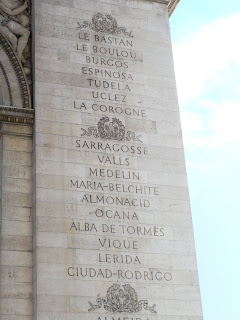 LE BASTAN
LE BOULOU
BURGOS
ESPINOSA
TUDELA
UCLEZ
LA COROGNE
SARRAGOSSE
VALLS
MEDELIN
MARIA-BELCHITE
ALMONACID
OCANA
ALBA DE TORMES
VIQUE
LERIDA
CIUDAD-RODRIGO
ALMEIDA